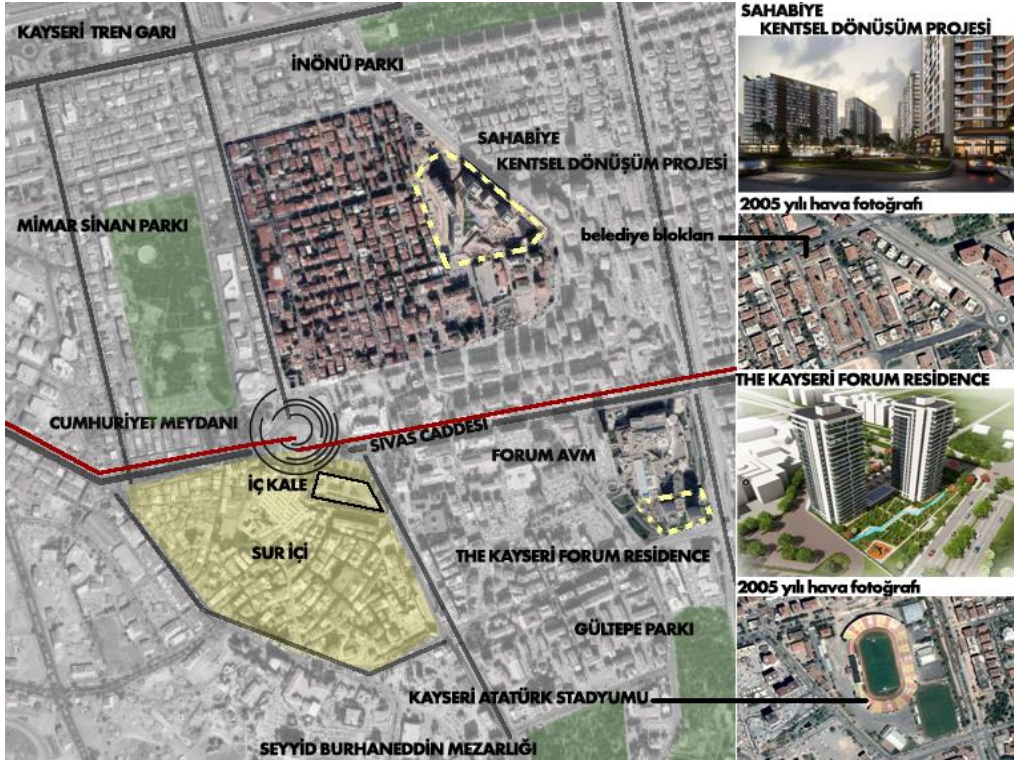 KAYSERİ TREN GARI
İNÖNÜ PARKI
SAHABİYE
KENTSEL DÖNÜŞÜM PROJESİ
MİMAR SİNAN PARKI
CUMHURİYET MEYDANI
SİVAS CADDESİ
FORUM AVM
İÇ KALE
SUR İÇİ
THE KAYSERİ FORUM RESIDENCE
GÜLTEPE PARKI
KAYSERİ ATATÜRK STADYUMU
SEYYİD BURHANEDDİN MEZARLIĞI
SAHABİYE
KENTSEL DÖNÜŞÜM PROJESİ
2005 yılı hava fotoğrafı
belediye blokları
THE KAYSERİ FORUM RESIDENCE
2005 yılı hava fotoğrafı